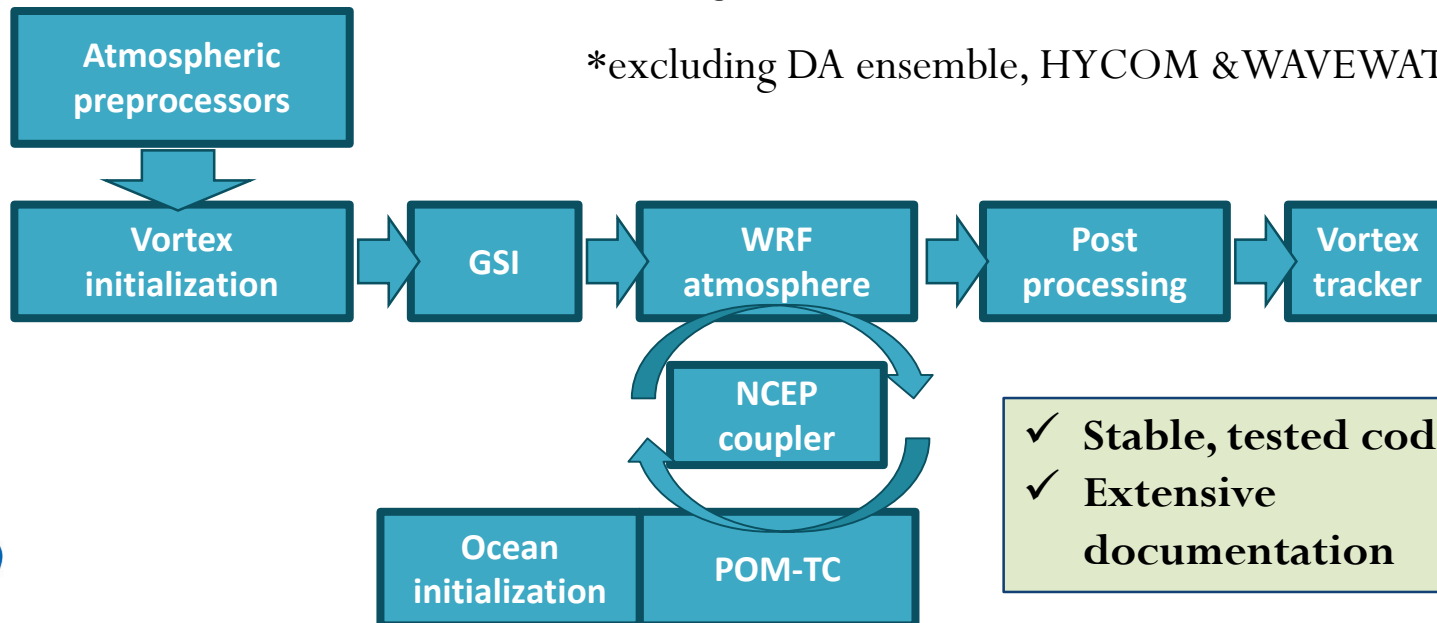 *excluding DA ensemble, HYCOM & WAVEWAT
Atmospheric
preprocessors
Vortex
initialization
GSI
WRF
atmosphere
Post
processing
Vortex
tracker
NCEP
coupler
Ocean
initialization
POM-TC
✓ Stable, tested cod
✓ Extensive
documentation